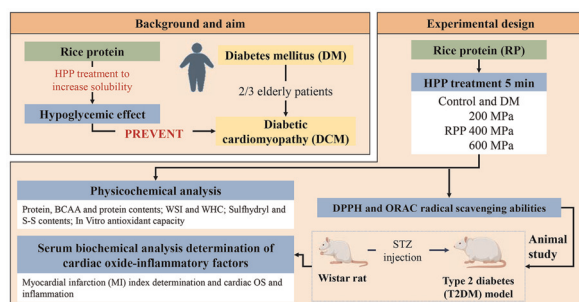 Background and aim
Rice protein
HPP treatment to
increase solubility
Hypoglycemic effect
PREVENT
Diabetes mellitus (DM)
2/3 elderly patients
Diabetic
cardiomyopathy (DCM)
Experimental design
Rice protein (RP)
HPP treatment 5 min
Control and DM
200 MPa
RPP 400 MPa
600 MPa
Physicochemical analysis
Protein, BCAA and protein contents; WSI and WHC; Sulfhydryl and
S-S contents; In Vitro antioxidant capacity
DPPH and ORAC radical scavenging abilities
Serum biochemical analysis determination of
cardiac oxide-inflammatory factors
Myocardial infarction (MI) index determination and cardiac OS and
inflammation
STZ
injection
Wistar rat
Type 2 diabetes
(T2DM) model
Animal
study